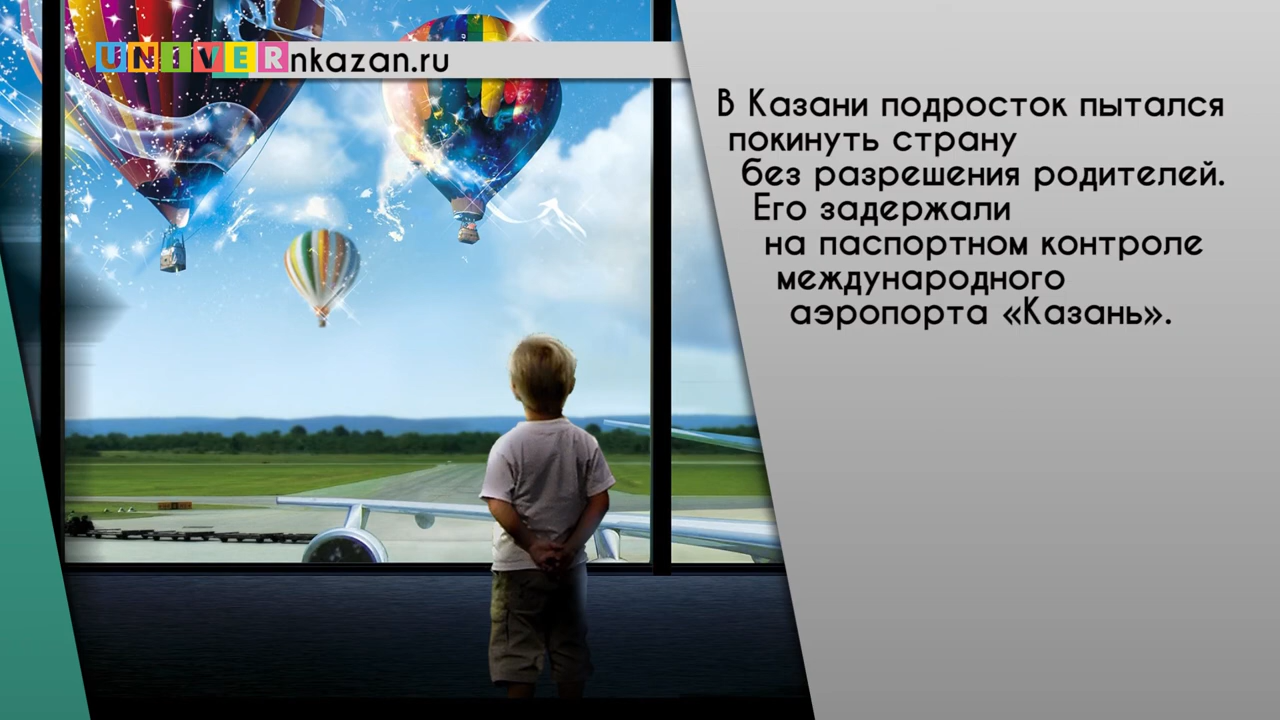 UNIVERnkazan.ru
В Казани подросток пытался
покинуть страну
без разрешения родителей.
Его задержали
на паспортном контроле
международного
аэропорта «Казань».